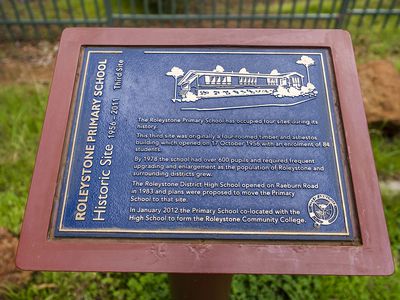 ROLEYSTONE PRIMARY SCHOOL
Historic Site 1956 - 2011 Third Site
The Roleystone Primary School has occupied four sites during its
history.
This third site was originally a four-roomed timber and asbestos
building which opened on 17 October 1956 with an enrolment of 84
students.
By 1978 the school had over 600 pupils and required frequent
upgrading and enlargement as the population of Roleystone and
surrounding districts grew.
The Roleystone District High School opened on Raeburn Road
in 1983 and plans were proposed to move the Primary
School to that site.
In January 2012 the Primary School co-located with the
High School to form the Roleystone Community College.